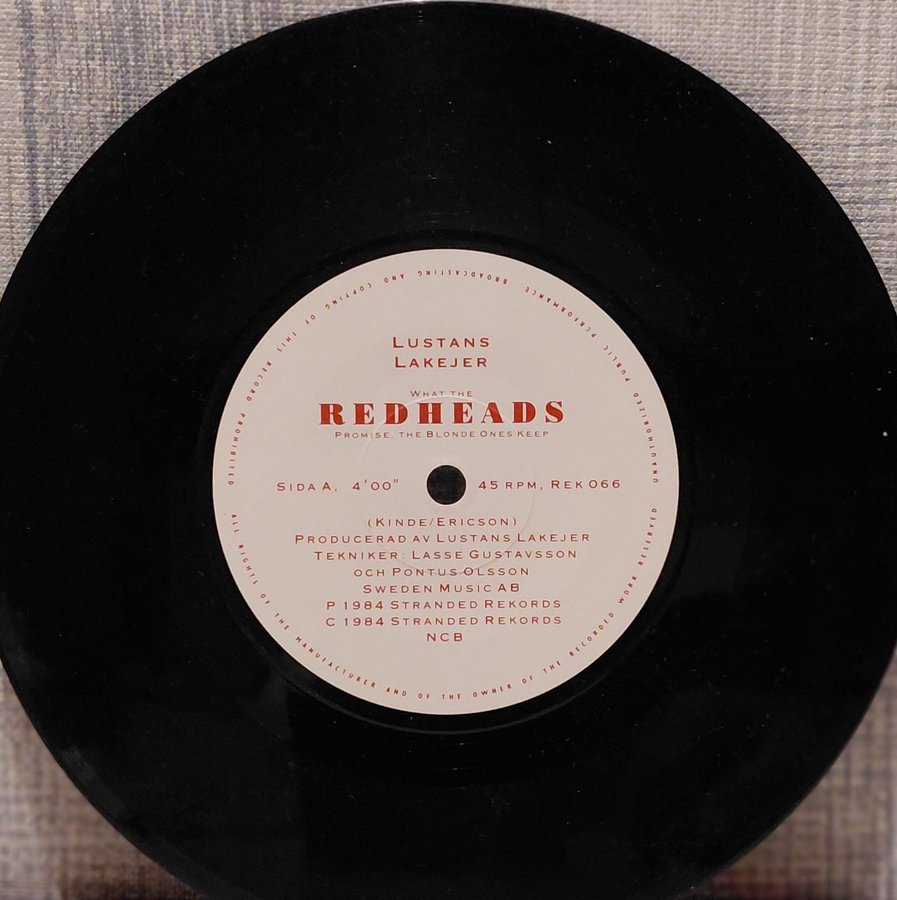 Lustans
Lakejer
What the
REDHEADS
Promise, the Blonde Ones Keep
Sida A, 4'00"
45 rpm, Rek 066
(Kinde/Ericson)
Producerad av Lustans Lakejer
Tekniker: Lasse Gustavsson
och Pontus Olsson
Sweden Music AB
P 1984 Stranded Rekords
C 1984 Stranded Rekords
NCB
ALL RIGHTS OF THE MANUFACTURER AND OF THE OWNER OF THE RECORDED WORK RESERVED
UNAUTHORIZED PUBLIC PERFORMANCE, BROADCASTING AND COPYING OF THIS RECORD PROHIBITED